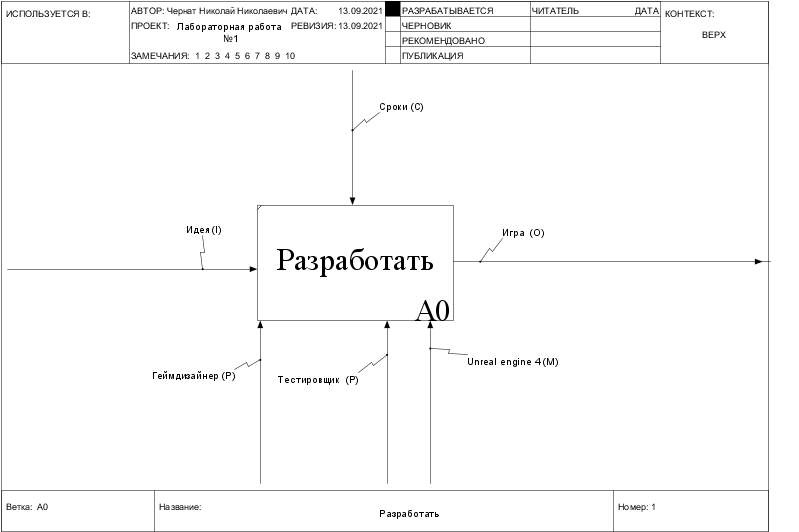 ИСПОЛЬЗУЕТСЯ В:
АВТОР: Чернат Николай Николаевич ДАТА: 13.09.2021
ПРОЕКТ: Лабораторная работа №1
РЕВИЗИЯ: 13.09.2021
ЗАМЕЧАНИЯ: 1 2 3 4 5 6 7 8 9 10
РАЗРАБАТЫВАЕТСЯ
ЧЕРНОВИК
РЕКОМЕНДОВАНО
ПУБЛИКАЦИЯ
ЧИТАТЕЛЬ ДАТА
КОНТЕКСТ:
ВЕРХ
Сроки (C)
Идея (I)
Игра (O)
Разработать
A0
Геймдизайнер (P)
Тестировщик (P)
Unreal engine 4 (M)
Ветка: A0
Название:
Разработать
Номер: 1